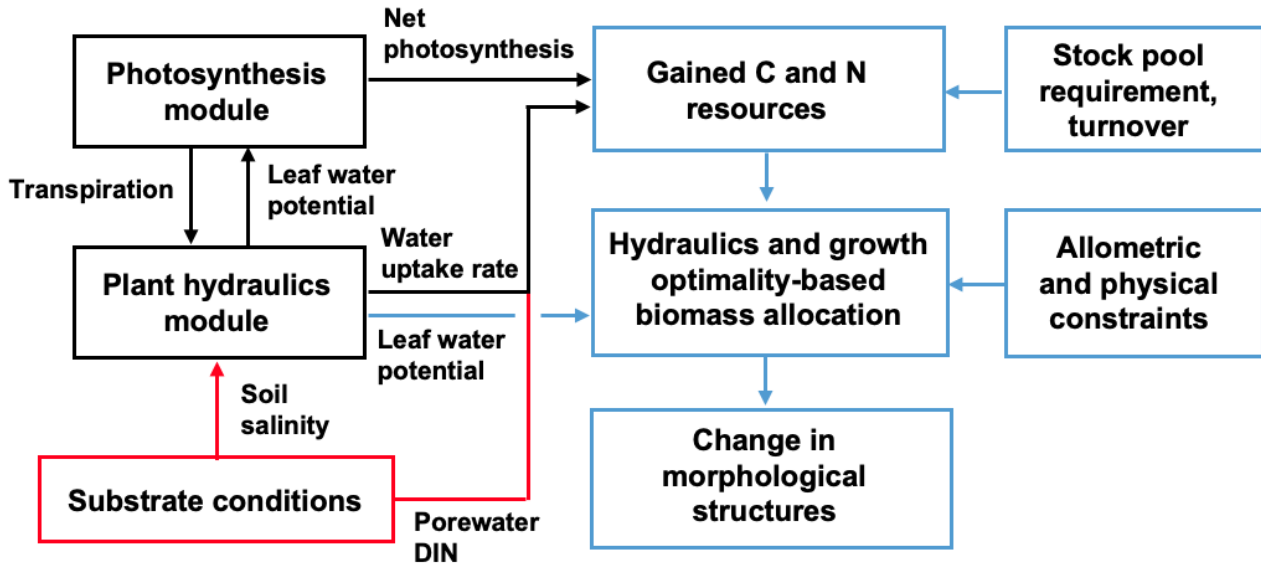 Net
photosynthesis
Photosynthesis
module
Gained C and N
resources
Stock pool
requirement,
turnover
Transpiration
Leaf water
potential
Water
uptake rate
Plant hydraulics
module
Leaf water
potential
Hydraulics and growth
optimality-based
biomass allocation
Allometric
and physical
constraints
Soil
salinity
Substrate conditions
Porewater
DIN
Change in
morphological
structures